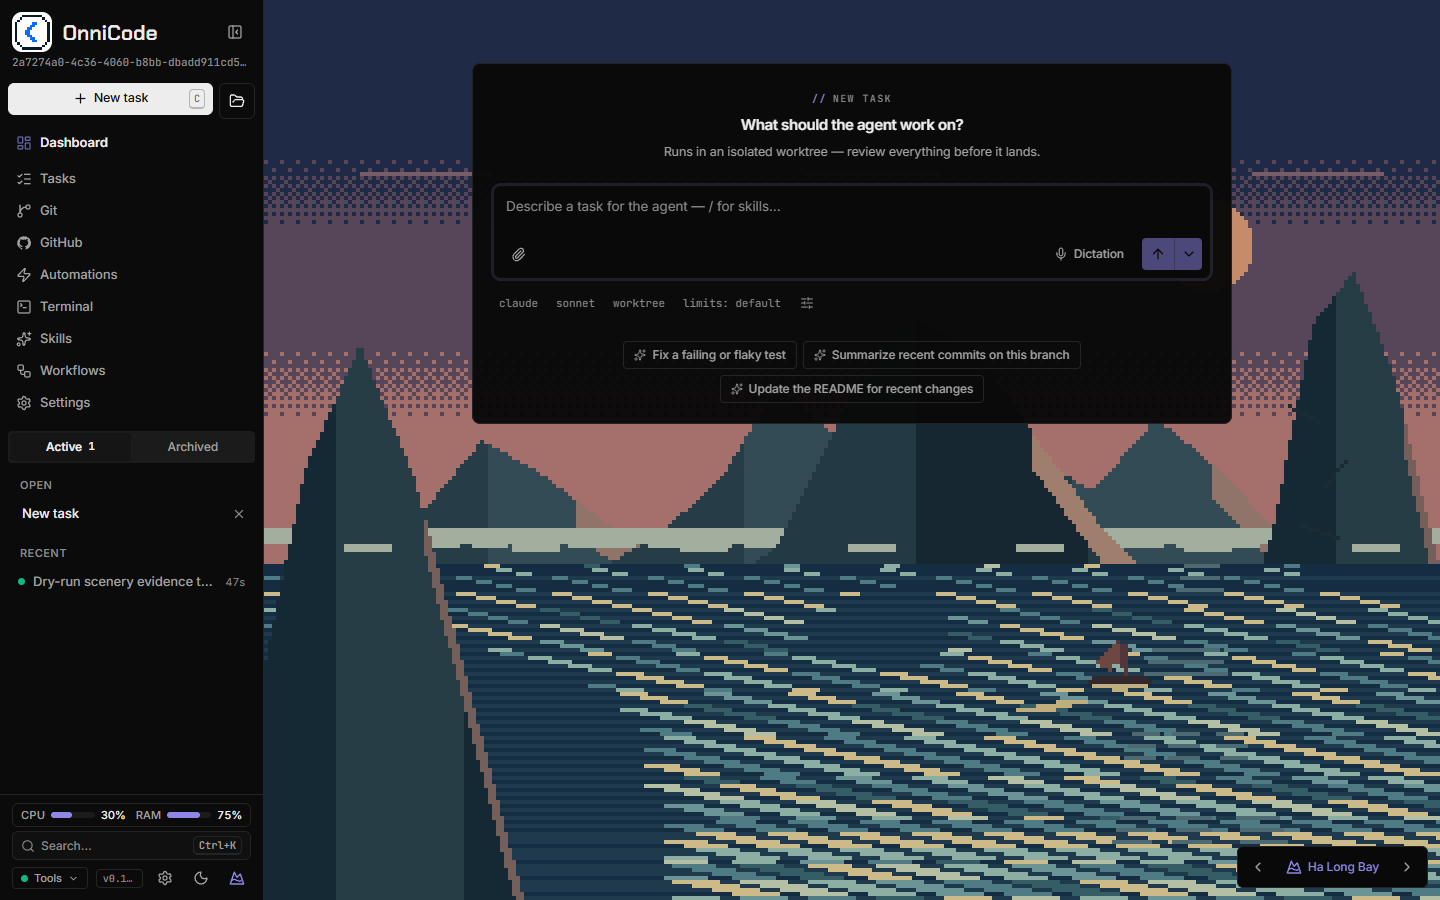 OnniCode
2a7274a0-4c36-4060-b8bb-dbadd911cd5…
New task C
Dashboard
Tasks
Git
GitHub
Automations
Terminal
Skills
Workflows
Settings
Active 1 Archived
OPEN
New task
RECENT
Dry-run scenery evidence t… 47s
CPU 30% RAM 75%
Search... Ctrl+K
Tools v0.1…
// NEW TASK
What should the agent work on?
Runs in an isolated worktree — review everything before it lands.
Describe a task for the agent — / for skills...
Dictation
claude sonnet worktree limits: default
Fix a failing or flaky test Summarize recent commits on this branch
Update the README for recent changes
Ha Long Bay